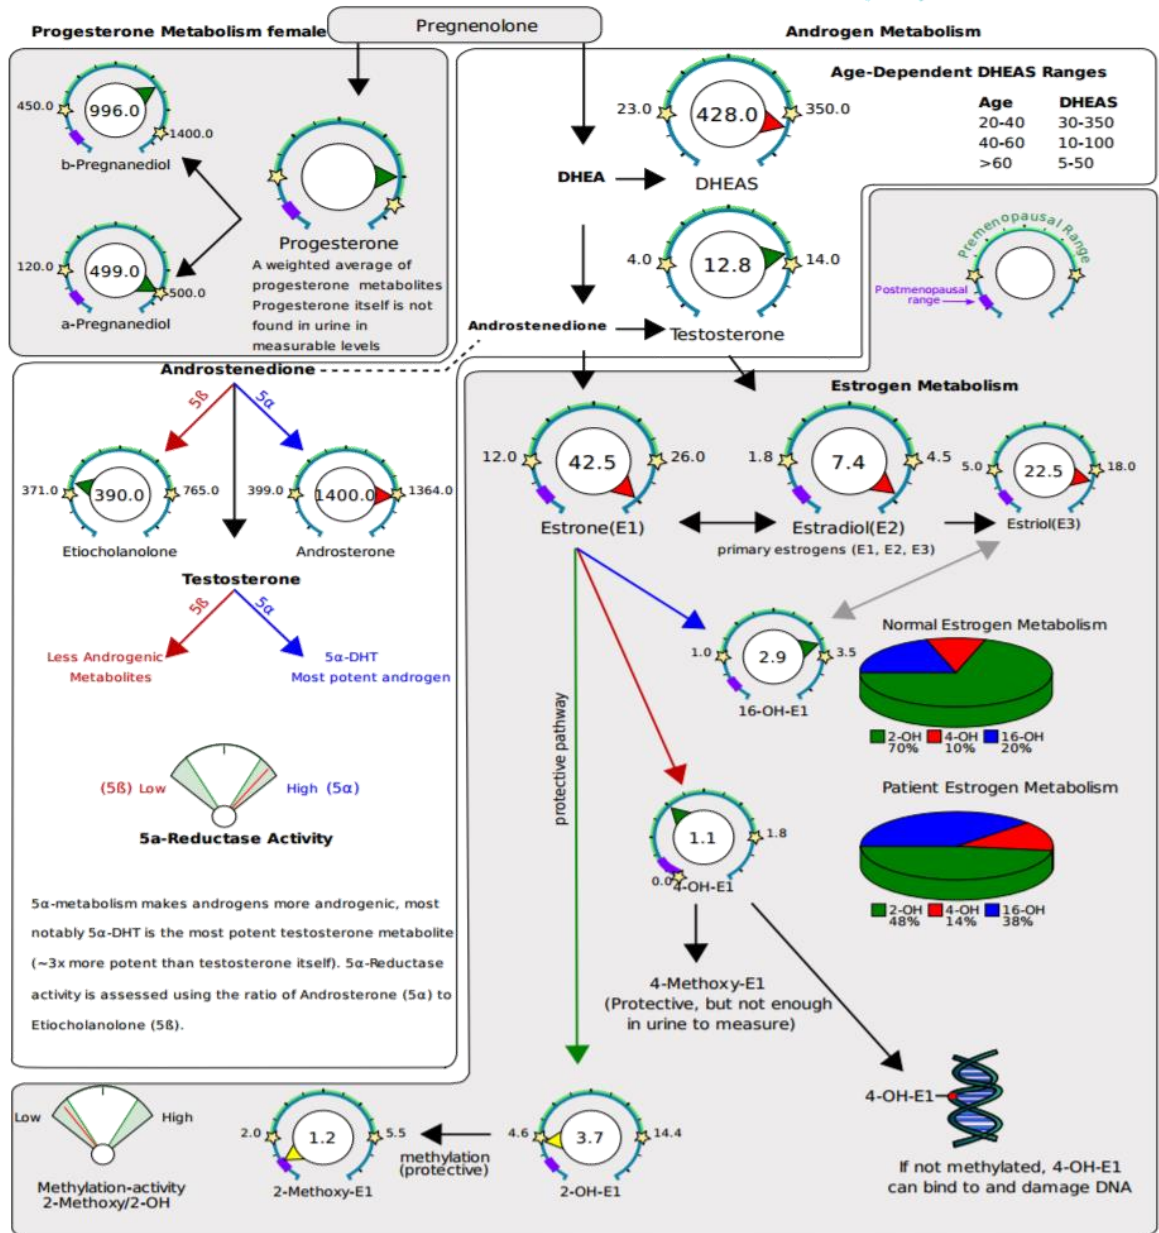 Progesterone Metabolism female
Pregnenolone
Androgen Metabolism
450.0
996.0
1400.0
b-Pregnanediol
120.0
499.0
500.0
a-Pregnanediol
Progesterone
A weighted average of
progesterone metabolites
Progesterone itself is not
found in urine in
measurable levels
DHEA
23.0
428.0
350.0
DHEAS
Age-Dependent DHEAS Ranges
Age DHEAS
20-40 30-350
40-60 10-100
>60 5-50
4.0
12.8
14.0
Androstenedione
Testosterone
Premenopausal Range
Postmenopausal
range
Androstenedione
5ß
5α
371.0
390.0
765.0
Etiocholanolone
399.0
1400.0
1364.0
Androsterone
Testosterone
5ß
5α
Less Androgenic
Metabolites
5α-DHT
Most potent androgen
(5ß) Low
High (5α)
5a-Reductase Activity
5α-metabolism makes androgens more androgenic, most
notably 5α-DHT is the most potent testosterone metabolite
(~3x more potent than testosterone itself). 5α-Reductase
activity is assessed using the ratio of Androsterone (5α) to
Etiocholanolone (5ß).
Estrogen Metabolism
12.0
42.5
26.0
Estrone(E1)
1.8
7.4
4.5
Estradiol(E2)
5.0
22.5
18.0
Estriol(E3)
primary estrogens (E1, E2, E3)
1.0
2.9
3.5
16-OH-E1
Normal Estrogen Metabolism
2-OH 4-OH 16-OH
70% 10% 20%
protective pathway
1.1
1.8
0.0
4-OH-E1
Patient Estrogen Metabolism
2-OH 4-OH 16-OH
48% 14% 38%
4-Methoxy-E1
(Protective, but not enough
in urine to measure)
4-OH-E1
If not methylated, 4-OH-E1
can bind to and damage DNA
Low
High
Methylation-activity
2-Methoxy/2-OH
2.0
1.2
5.5
2-Methoxy-E1
methylation
(protective)
4.6
3.7
14.4
2-OH-E1